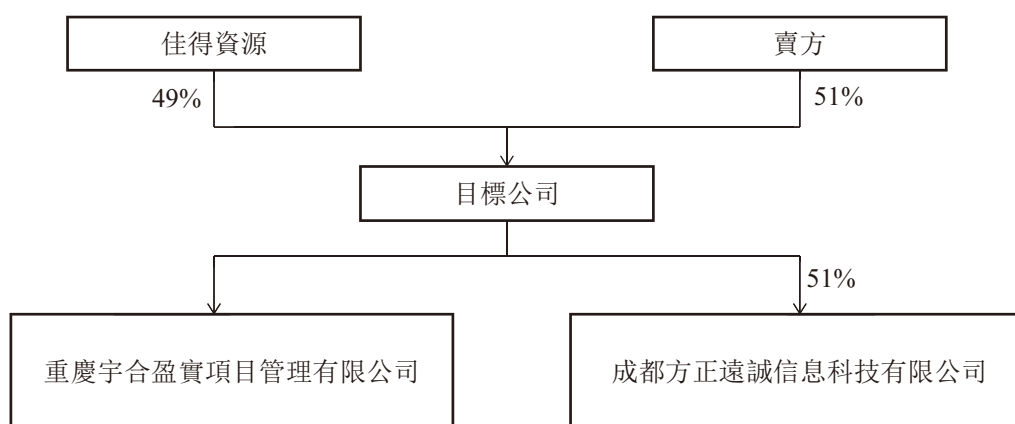 佳得資源
賣方
49%
51%
目標公司
51%
重慶宇合盈實項目管理有限公司
成都方正遠誠信息科技有限公司